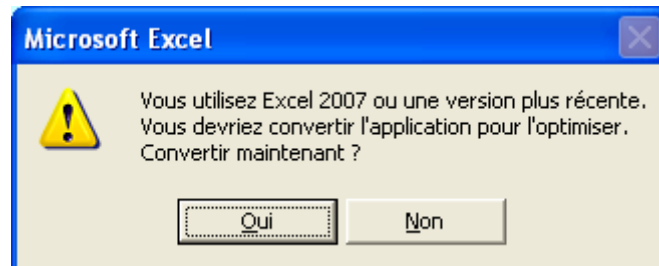 Microsoft Excel
Vous utilisez Excel 2007 ou une version plus récente.
Vous devriez convertir l'application pour l'optimiser.
Convertir maintenant ?
Oui
Non